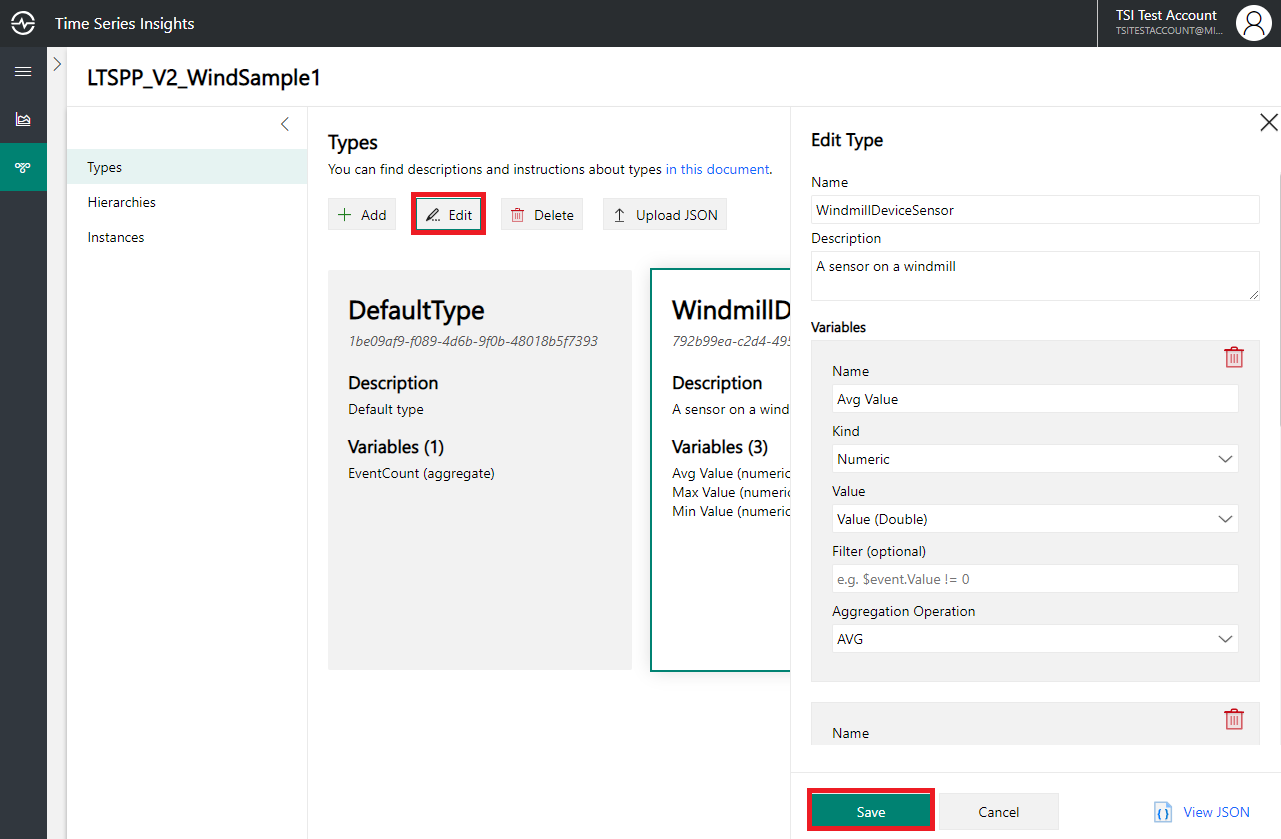 Time Series Insights
TSI Test Account
TSITESTACCOUNT@MI...
LTSPP_V2_WindSample1
Types
Hierarchies
Instances
Types
You can find descriptions and instructions about types in this document.
Add
Edit
Delete
Upload JSON
DefaultType
1be09af9-f089-4d6b-9f0b-48018b5f7393
Description
Default type
Variables (1)
EventCount (aggregate)
WindmillD
792b99ea-c2d4-495
Description
A sensor on a wind
Variables (3)
Avg Value (numeric
Max Value (numeric
Min Value (numeric
Edit Type
Name
WindmillDeviceSensor
Description
A sensor on a windmill
Variables
Name
Avg Value
Kind
Numeric
Value
Value (Double)
Filter (optional)
e.g. $event.Value != 0
Aggregation Operation
AVG
Name
Save
Cancel
View JSON